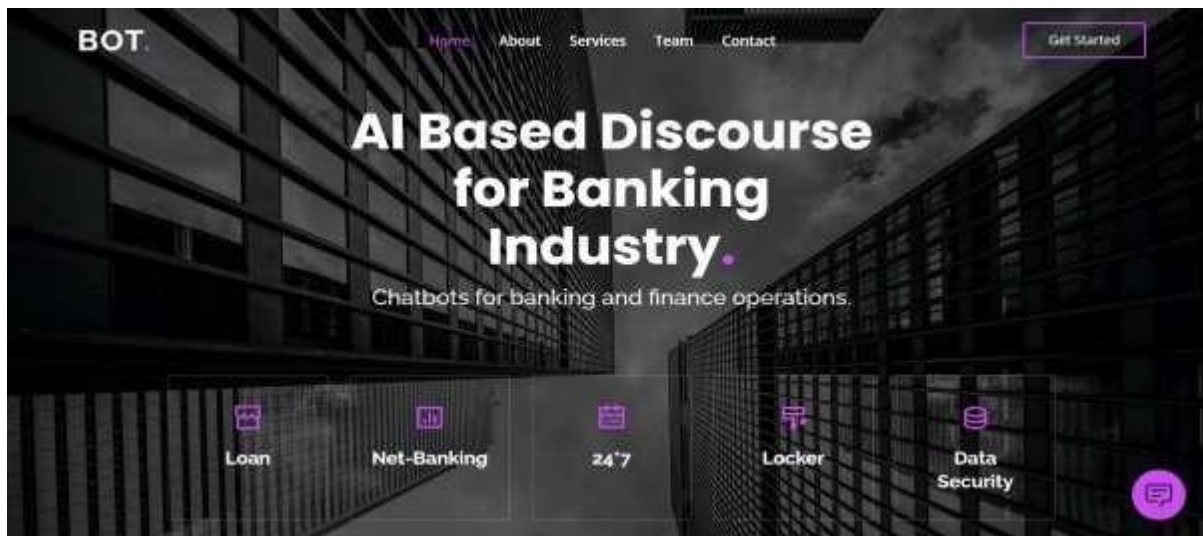 BOT.
Home About Services Team Contact
Get Started
AI Based Discourse
for Banking
Industry.
Chatbots for banking and finance operations.
Loan
Net-Banking
24*7
Locker
Data
Security